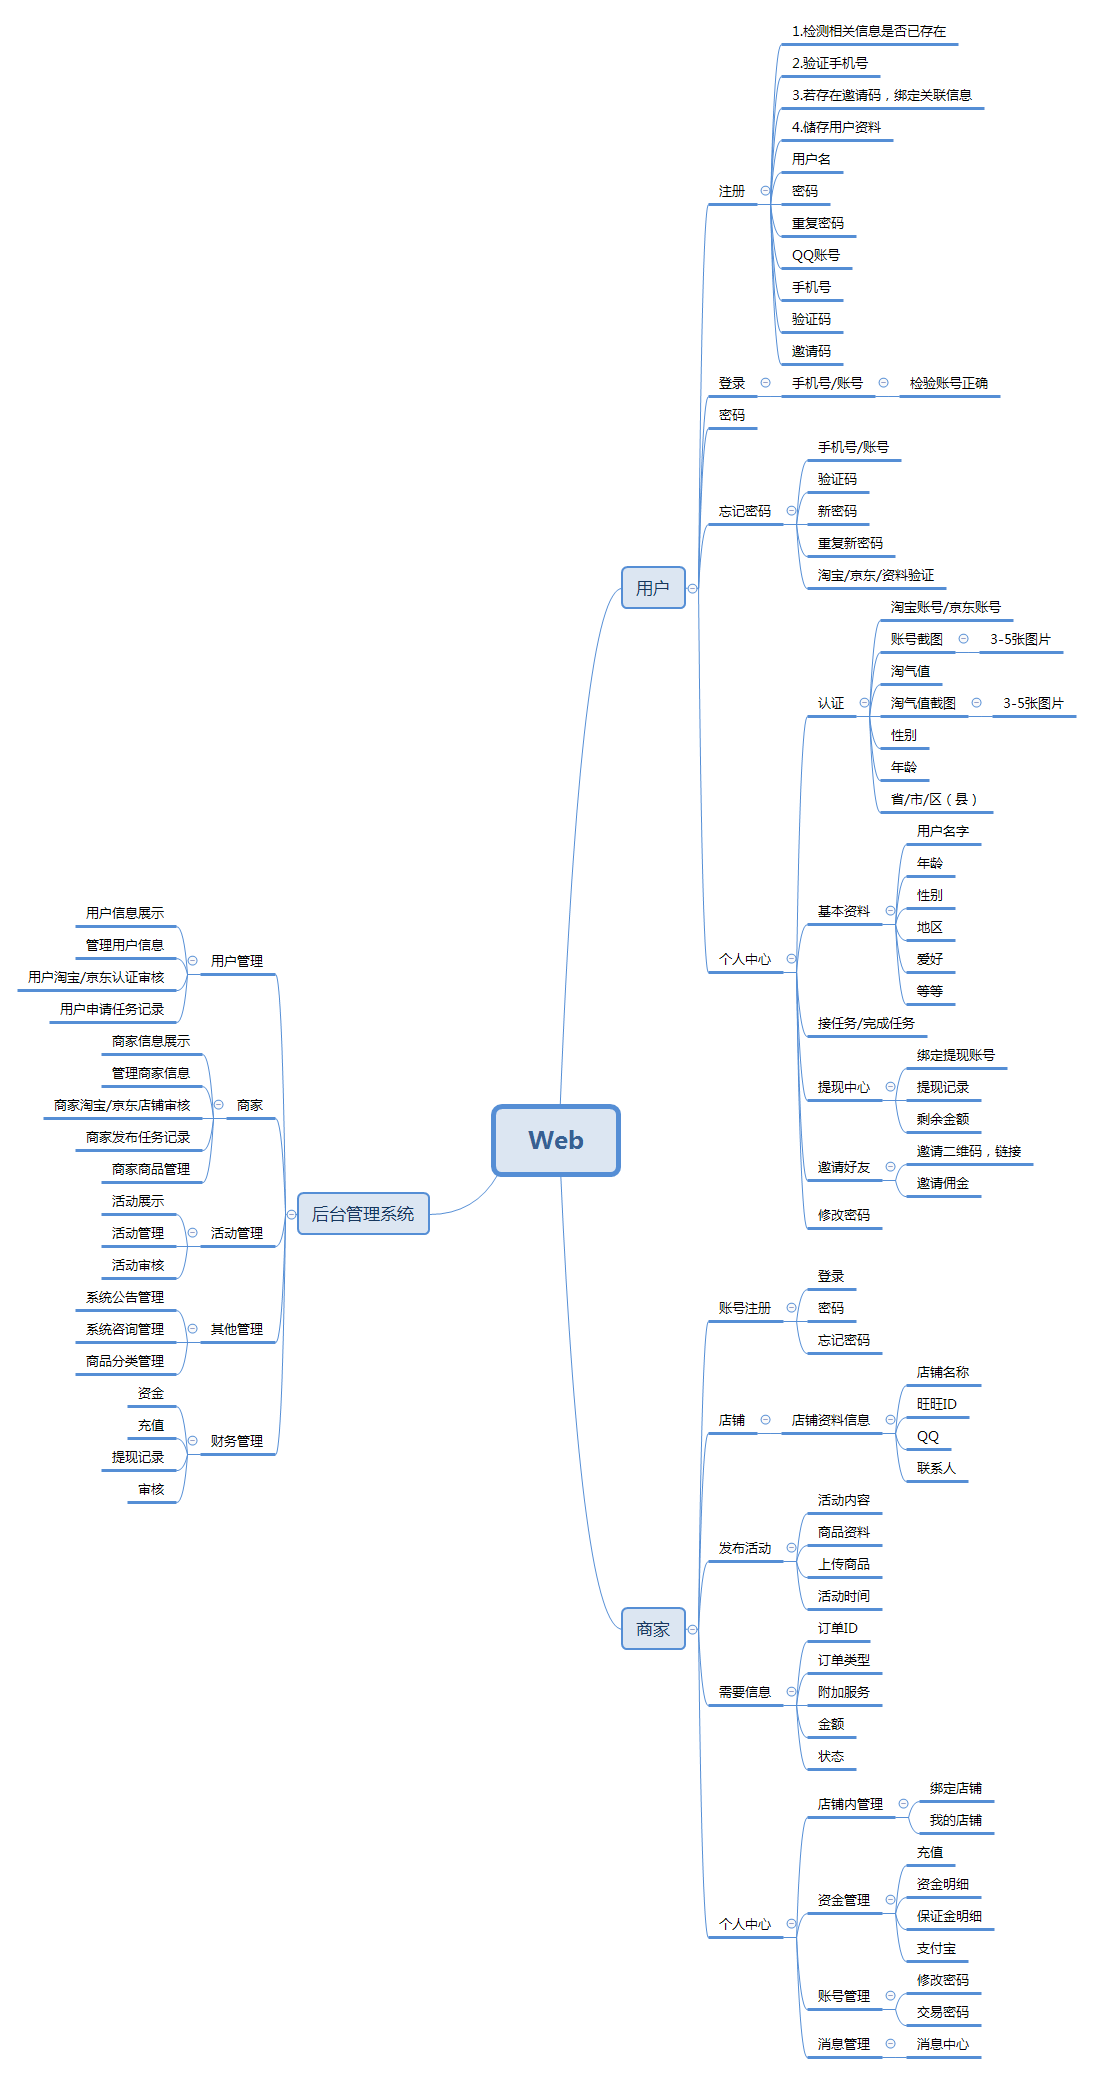 Web
用户
注册
1.检测相关信息是否已存在
2.验证手机号
3.若存在邀请码，绑定关联信息
4.储存用户资料
用户名
密码
重复密码
QQ账号
手机号
验证码
邀请码
登录
手机号/账号
检验账号正确
密码
忘记密码
手机号/账号
验证码
新密码
重复新密码
淘宝/京东/资料验证
个人中心
认证
淘宝账号/京东账号
账号截图
3-5张图片
淘气值
淘气值截图
3-5张图片
性别
年龄
省/市/区（县）
基本资料
用户名字
年龄
性别
地区
爱好
等等
接任务/完成任务
提现中心
绑定提现账号
提现记录
剩余金额
邀请好友
邀请二维码，链接
邀请佣金
修改密码
商家
账号注册
登录
密码
忘记密码
店铺
店铺资料信息
店铺名称
旺旺ID
QQ
联系人
发布活动
活动内容
商品资料
上传商品
活动时间
需要信息
订单ID
订单类型
附加服务
金额
状态
个人中心
店铺内管理
绑定店铺
我的店铺
资金管理
充值
资金明细
保证金明细
支付宝
账号管理
修改密码
交易密码
消息管理
消息中心
后台管理系统
用户管理
用户信息展示
管理用户信息
用户淘宝/京东认证审核
用户申请任务记录
商家
商家信息展示
管理商家信息
商家淘宝/京东店铺审核
商家发布任务记录
商家商品管理
活动管理
活动展示
活动管理
活动审核
其他管理
系统公告管理
系统咨询管理
商品分类管理
财务管理
资金
充值
提现记录
审核